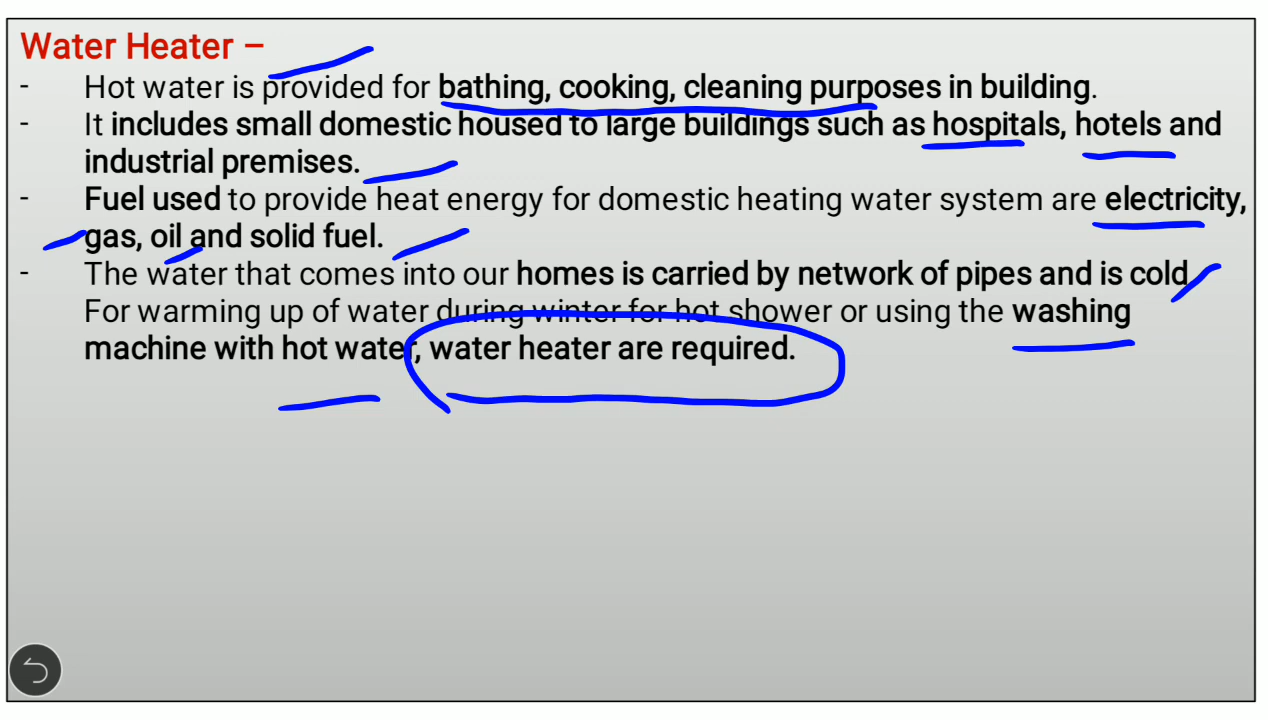 Water Heater –
- Hot water is provided for bathing, cooking, cleaning purposes in building.
- It includes small domestic housed to large buildings such as hospitals, hotels and
industrial premises.
- Fuel used to provide heat energy for domestic heating water system are electricity,
gas, oil and solid fuel.
- The water that comes into our homes is carried by network of pipes and is cold
For warming up of water during winter for hot shower or using the washing
machine with hot water, water heater are required.